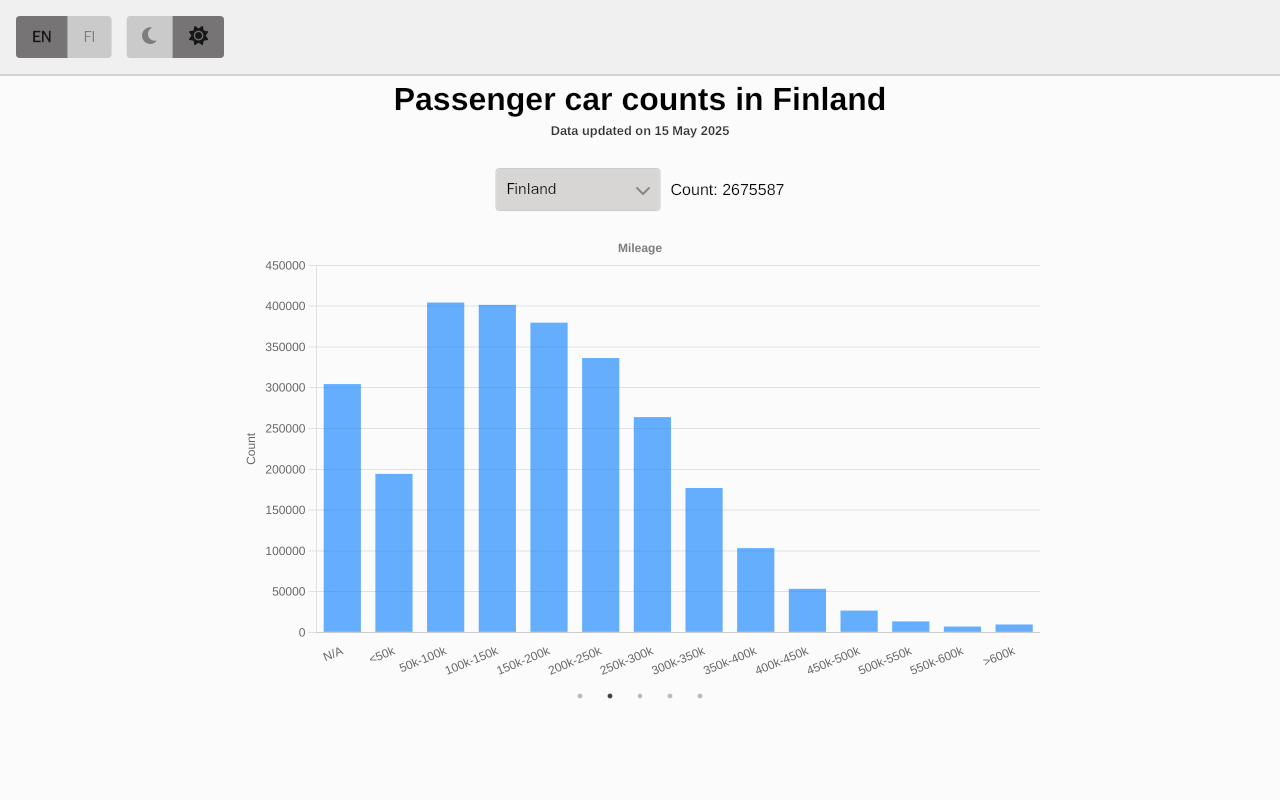 EN FI
Passenger car counts in Finland
Data updated on 15 May 2025
Finland Count: 2675587
Mileage
450000
400000
350000
300000
250000
200000
150000
100000
50000
0
Count
N/A <50k 50k-100k 100k-150k 150k-200k 200k-250k 250k-300k 300k-350k 350k-400k 400k-450k 450k-500k 500k-550k 550k-600k >600k